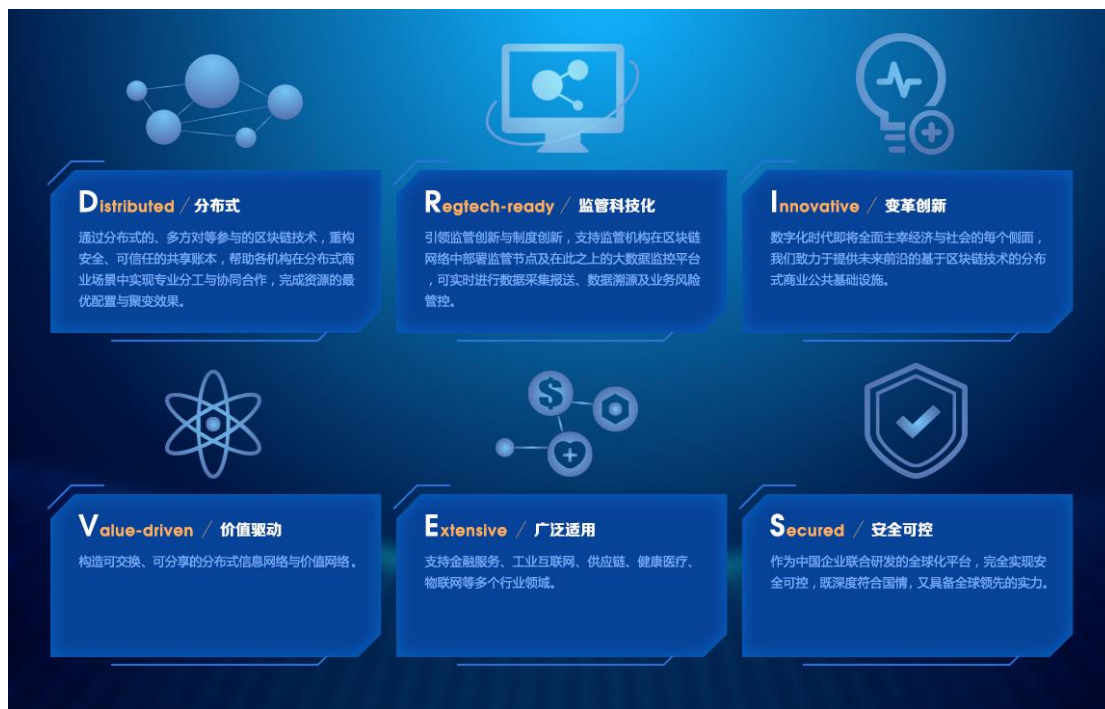 Distributed / 分布式
通过分布式的、多方对等参与的区块链技术，重构
安全、可信任的共享账本，帮助各机构在分布式商
业场景中实现专业分工与协同合作，完成资源的最
优配置与聚变效果。
Regtech-ready / 监管科技化
引领监管创新与制度创新，支持监管机构在区块链
网络中部署监管节点及在此之上的大数据监控平台
，可实时进行数据采集报送、数据溯源及业务风险
管控。
Innovative / 变革创新
数字化时代即将全面主宰经济与社会的每个侧面，
我们致力于提供未来前沿的基于区块链技术的分布
式商业公共基础设施。
Value-driven / 价值驱动
构造可交换、可分享的分布式信息网络与价值网络。
Extensive / 广泛适用
支持金融服务、工业互联网、供应链、健康医疗、
物联网等多个行业领域。
Secured / 安全可控
作为中国企业联合研发的全球化平台，完全实现安
全可控，既深度符合国情，又具备全球领先的实力。